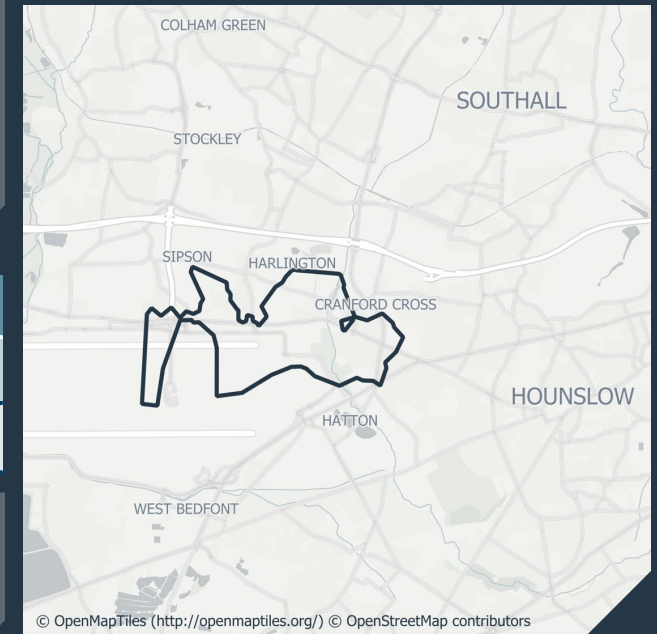 COLHAM GREEN
SOUTHALL
STOCKLEY
SIPSON
HARLINGTON
CRANFORD CROSS
HOUNSLOW
HATTON
WEST BEDFONT
© OpenMapTiles (http://openmaptiles.org/) © OpenStreetMap contributors